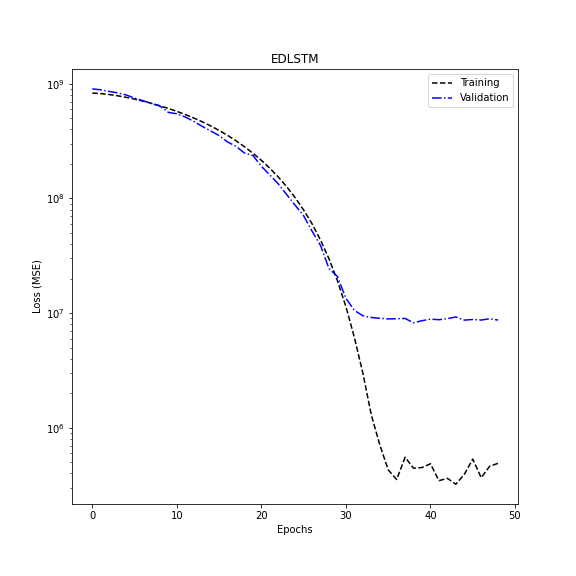 EDLSTM
Training
Validation
Loss (MSE)
10⁹
10⁸
10⁷
10⁶
0 10 20 30 40 50
Epochs